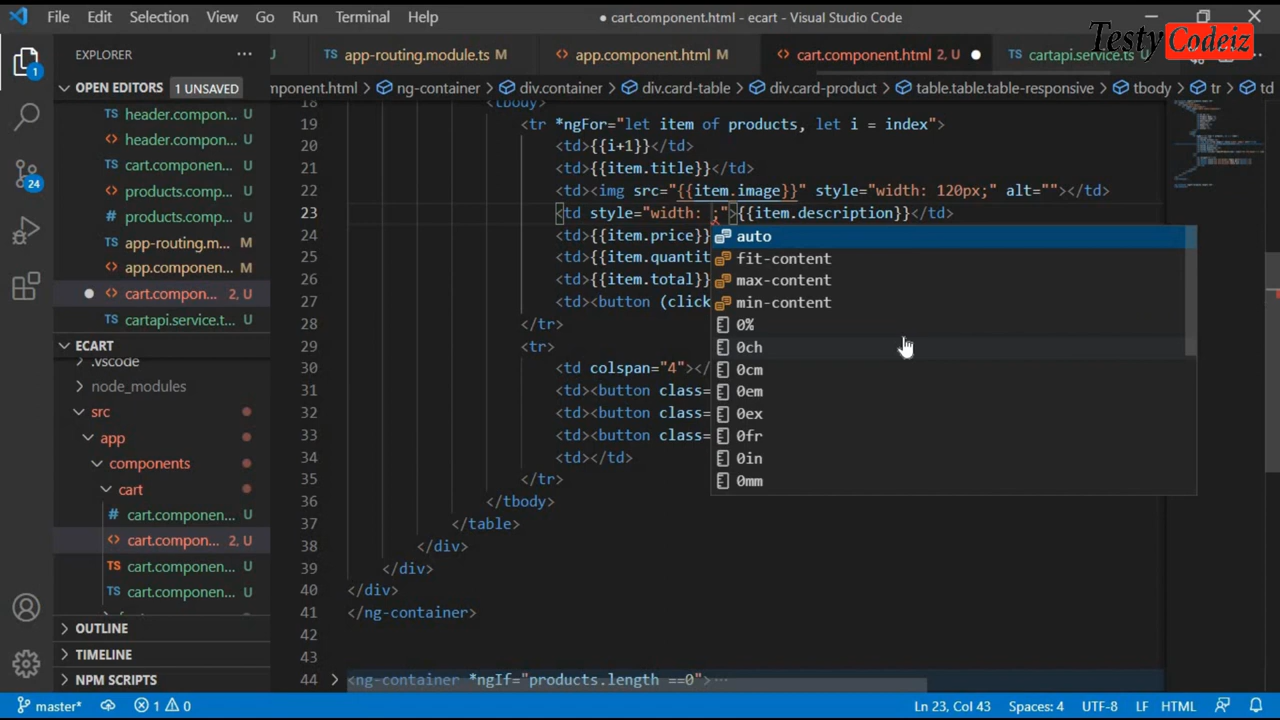 File Edit Selection View Go Run Terminal Help
● cart.component.html - ecart - Visual Studio Code
Testy Codeiz
EXPLORER ···
U
TS app-routing.module.ts M
<> app.component.html M
<> cart.component.html 2, U ●
TS cartapi.service.ts U
1
OPEN EDITORS 1 UNSAVED
mponent.html > ng-container > div.container > div.card-table > div.card-product > table.table.table-responsive > tbody > tr > td
TS header.compon... U
<> header.compon... U
TS cart.componen... U
<> products.comp... U
# products.comp... U
TS app-routing.m... M
<> app.componen... M
● <> cart.compon... 2, U
TS cartapi.service.t... U
24
ECART
.vscode
node_modules
src
app
components
cart
# cart.componen... U
<> cart.compon... 2, U
TS cart.componen... U
TS cart.componen... U
OUTLINE
TIMELINE
NPM SCRIPTS
18 <tbody>
19 <tr *ngFor="let item of products, let i = index">
20 <td>{{i+1}}</td>
21 <td>{{item.title}}</td>
22 <td><img src="{{item.image}}" style="width: 120px;" alt=""></td>
23 <td style="width: ;">{{item.description}}</td>
24 <td>{{item.price}}
25 <td>{{item.quantit
26 <td>{{item.total}}
27 <td><button (click
28 </tr>
29 <tr>
30 <td colspan="4"></
31 <td><button class=
32 <td><button class=
33 <td><button class=
34 <td></td>
35 </tr>
36 </tbody>
37 </table>
38 </div>
39 </div>
40 </div>
41 </ng-container>
42
43
44 <ng-container *ngIf="products.length ==0">···
auto
fit-content
max-content
min-content
0%
0ch
0cm
0em
0ex
0fr
0in
0mm
master* 1 0
Ln 23, Col 43 Spaces: 4 UTF-8 LF HTML